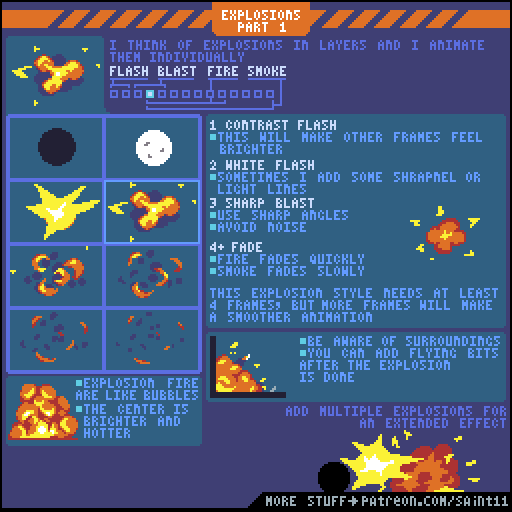 EXPLOSIONS
PART 1
I THINK OF EXPLOSIONS IN LAYERS AND I ANIMATE
THEM INDIVIDUALLY
FLASH BLAST FIRE SMOKE
1 CONTRAST FLASH
THIS WILL MAKE OTHER FRAMES FEEL
BRIGHTER
2 WHITE FLASH
SOMETIMES I ADD SOME SHRAPNEL OR
LIGHT LINES
3 SHARP BLAST
USE SHARP ANGLES
AVOID NOISE
4+ FADE
FIRE FADES QUICKLY
SMOKE FADES SLOWLY
THIS EXPLOSION STYLE NEEDS AT LEAST
4 FRAMES, BUT MORE FRAMES WILL MAKE
A SMOOTHER ANIMATION
EXPLOSION FIRE
ARE LIKE BUBBLES
THE CENTER IS
BRIGHTER AND
HOTTER
BE AWARE OF SURROUNDINGS
YOU CAN ADD FLYING BITS
AFTER THE EXPLOSION
IS DONE
ADD MULTIPLE EXPLOSIONS FOR
AN EXTENDED EFFECT
MORE STUFF→PATREON.COM/SAINT11